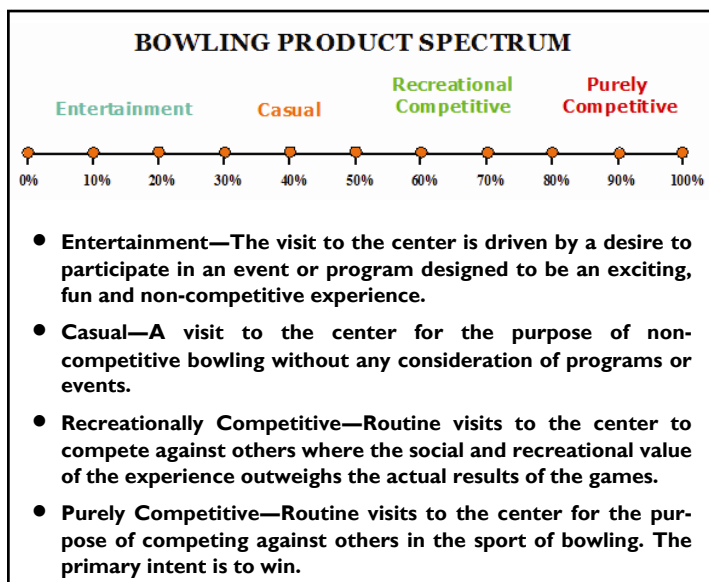 BOWLING PRODUCT SPECTRUM
Entertainment
Casual
Recreational
Competitive
Purely
Competitive
0% 10% 20% 30% 40% 50% 60% 70% 80% 90% 100%
• Entertainment—The visit to the center is driven by a desire to
participate in an event or program designed to be an exciting,
fun and non-competitive experience.
• Casual—A visit to the center for the purpose of non-
competitive bowling without any consideration of programs or
events.
• Recreationally Competitive—Routine visits to the center to
compete against others where the social and recreational value
of the experience outweighs the actual results of the games.
• Purely Competitive—Routine visits to the center for the pur-
pose of competing against others in the sport of bowling. The
primary intent is to win.